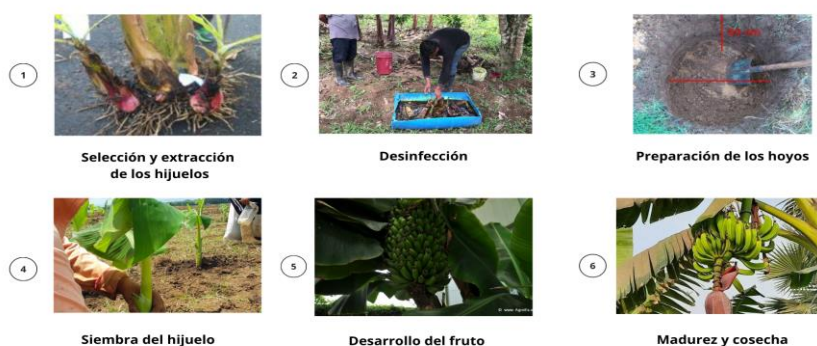 1
Selección y extracción
de los hijuelos
2
Desinfección
3
Preparación de los hoyos
4
Siembra del hijuelo
5
Desarrollo del fruto
6
Madurez y cosecha